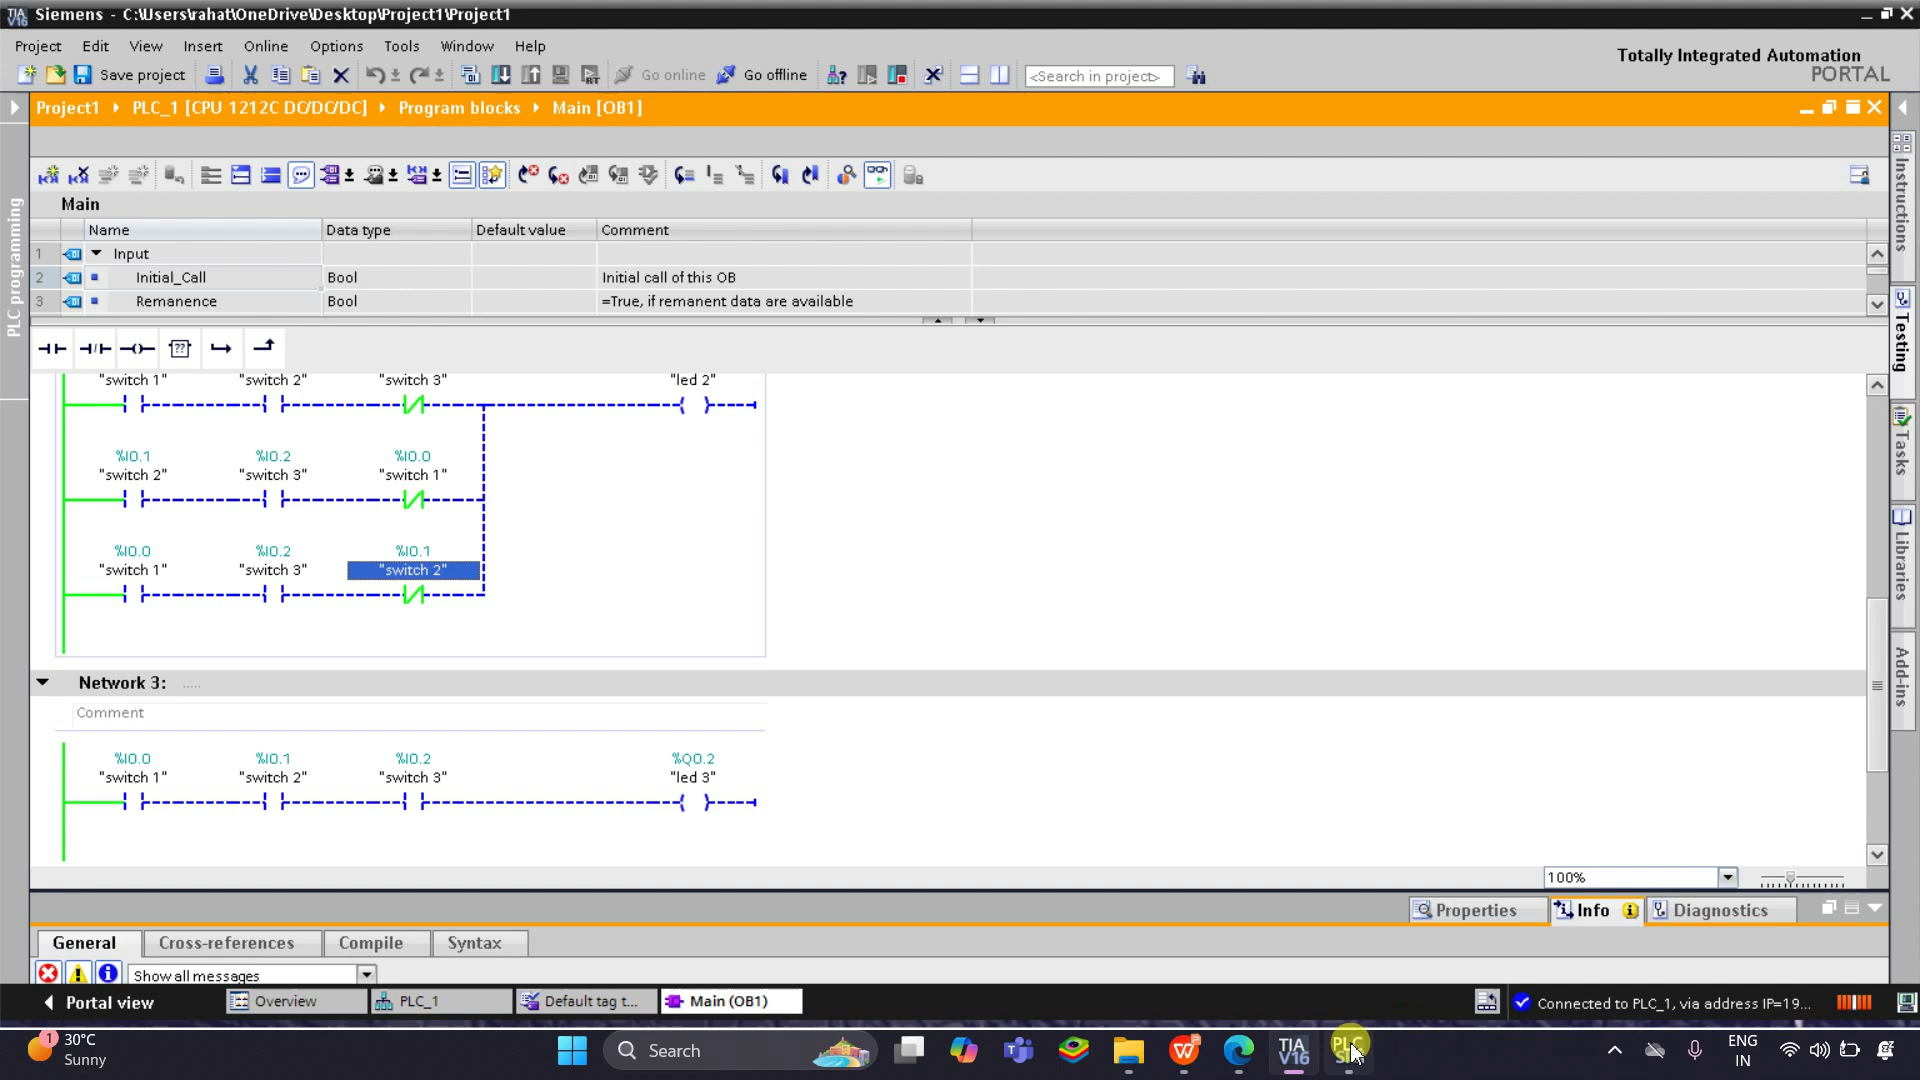 Siemens - C:\Users\rahat\OneDrive\Desktop\Project1\Project1
Project Edit View Insert Online Options Tools Window Help
Totally Integrated Automation
PORTAL
Save project Go online Go offline <Search in project>
Project1 PLC_1 [CPU 1212C DC/DC/DC] Program blocks Main [OB1]
Main
Name Data type Default value Comment
1 Input
2 Initial_Call Bool Initial call of this OB
3 Remanence Bool =True, if remanent data are available
??
"switch 1" "switch 2" "switch 3" "led 2"
%I0.1 %I0.2 %I0.0
"switch 2" "switch 3" "switch 1"
%I0.0 %I0.2 %I0.1
"switch 1" "switch 3" "switch 2"
Network 3: .....
Comment
%I0.0 %I0.1 %I0.2 %Q0.2
"switch 1" "switch 2" "switch 3" "led 3"
100%
Properties Info Diagnostics
General Cross-references Compile Syntax
Show all messages
Portal view Overview PLC_1 Default tag t... Main (OB1) Connected to PLC_1, via address IP=19...
PLC programming
Instructions
Testing
Tasks
Libraries
Add-ins
1 30°C
Sunny
Search
TIA
V16
PLC
ENG
IN